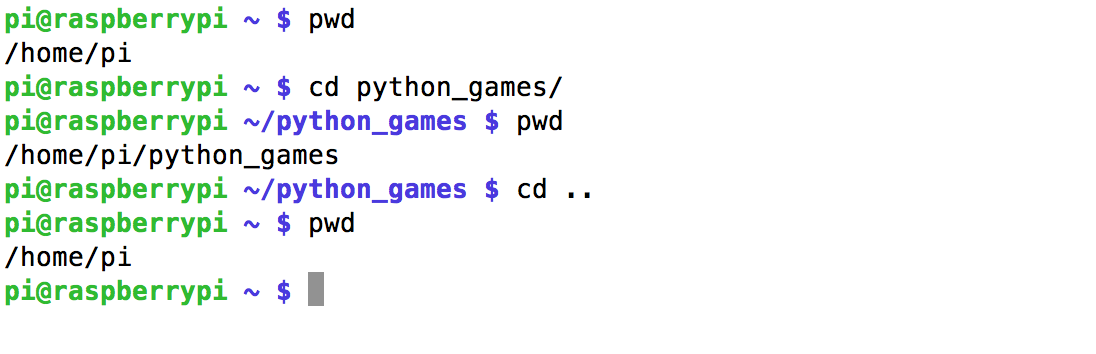 pi@raspberrypi ~ $ pwd
/home/pi
pi@raspberrypi ~ $ cd python_games/
pi@raspberrypi ~/python_games $ pwd
/home/pi/python_games
pi@raspberrypi ~/python_games $ cd ..
pi@raspberrypi ~ $ pwd
/home/pi
pi@raspberrypi ~ $